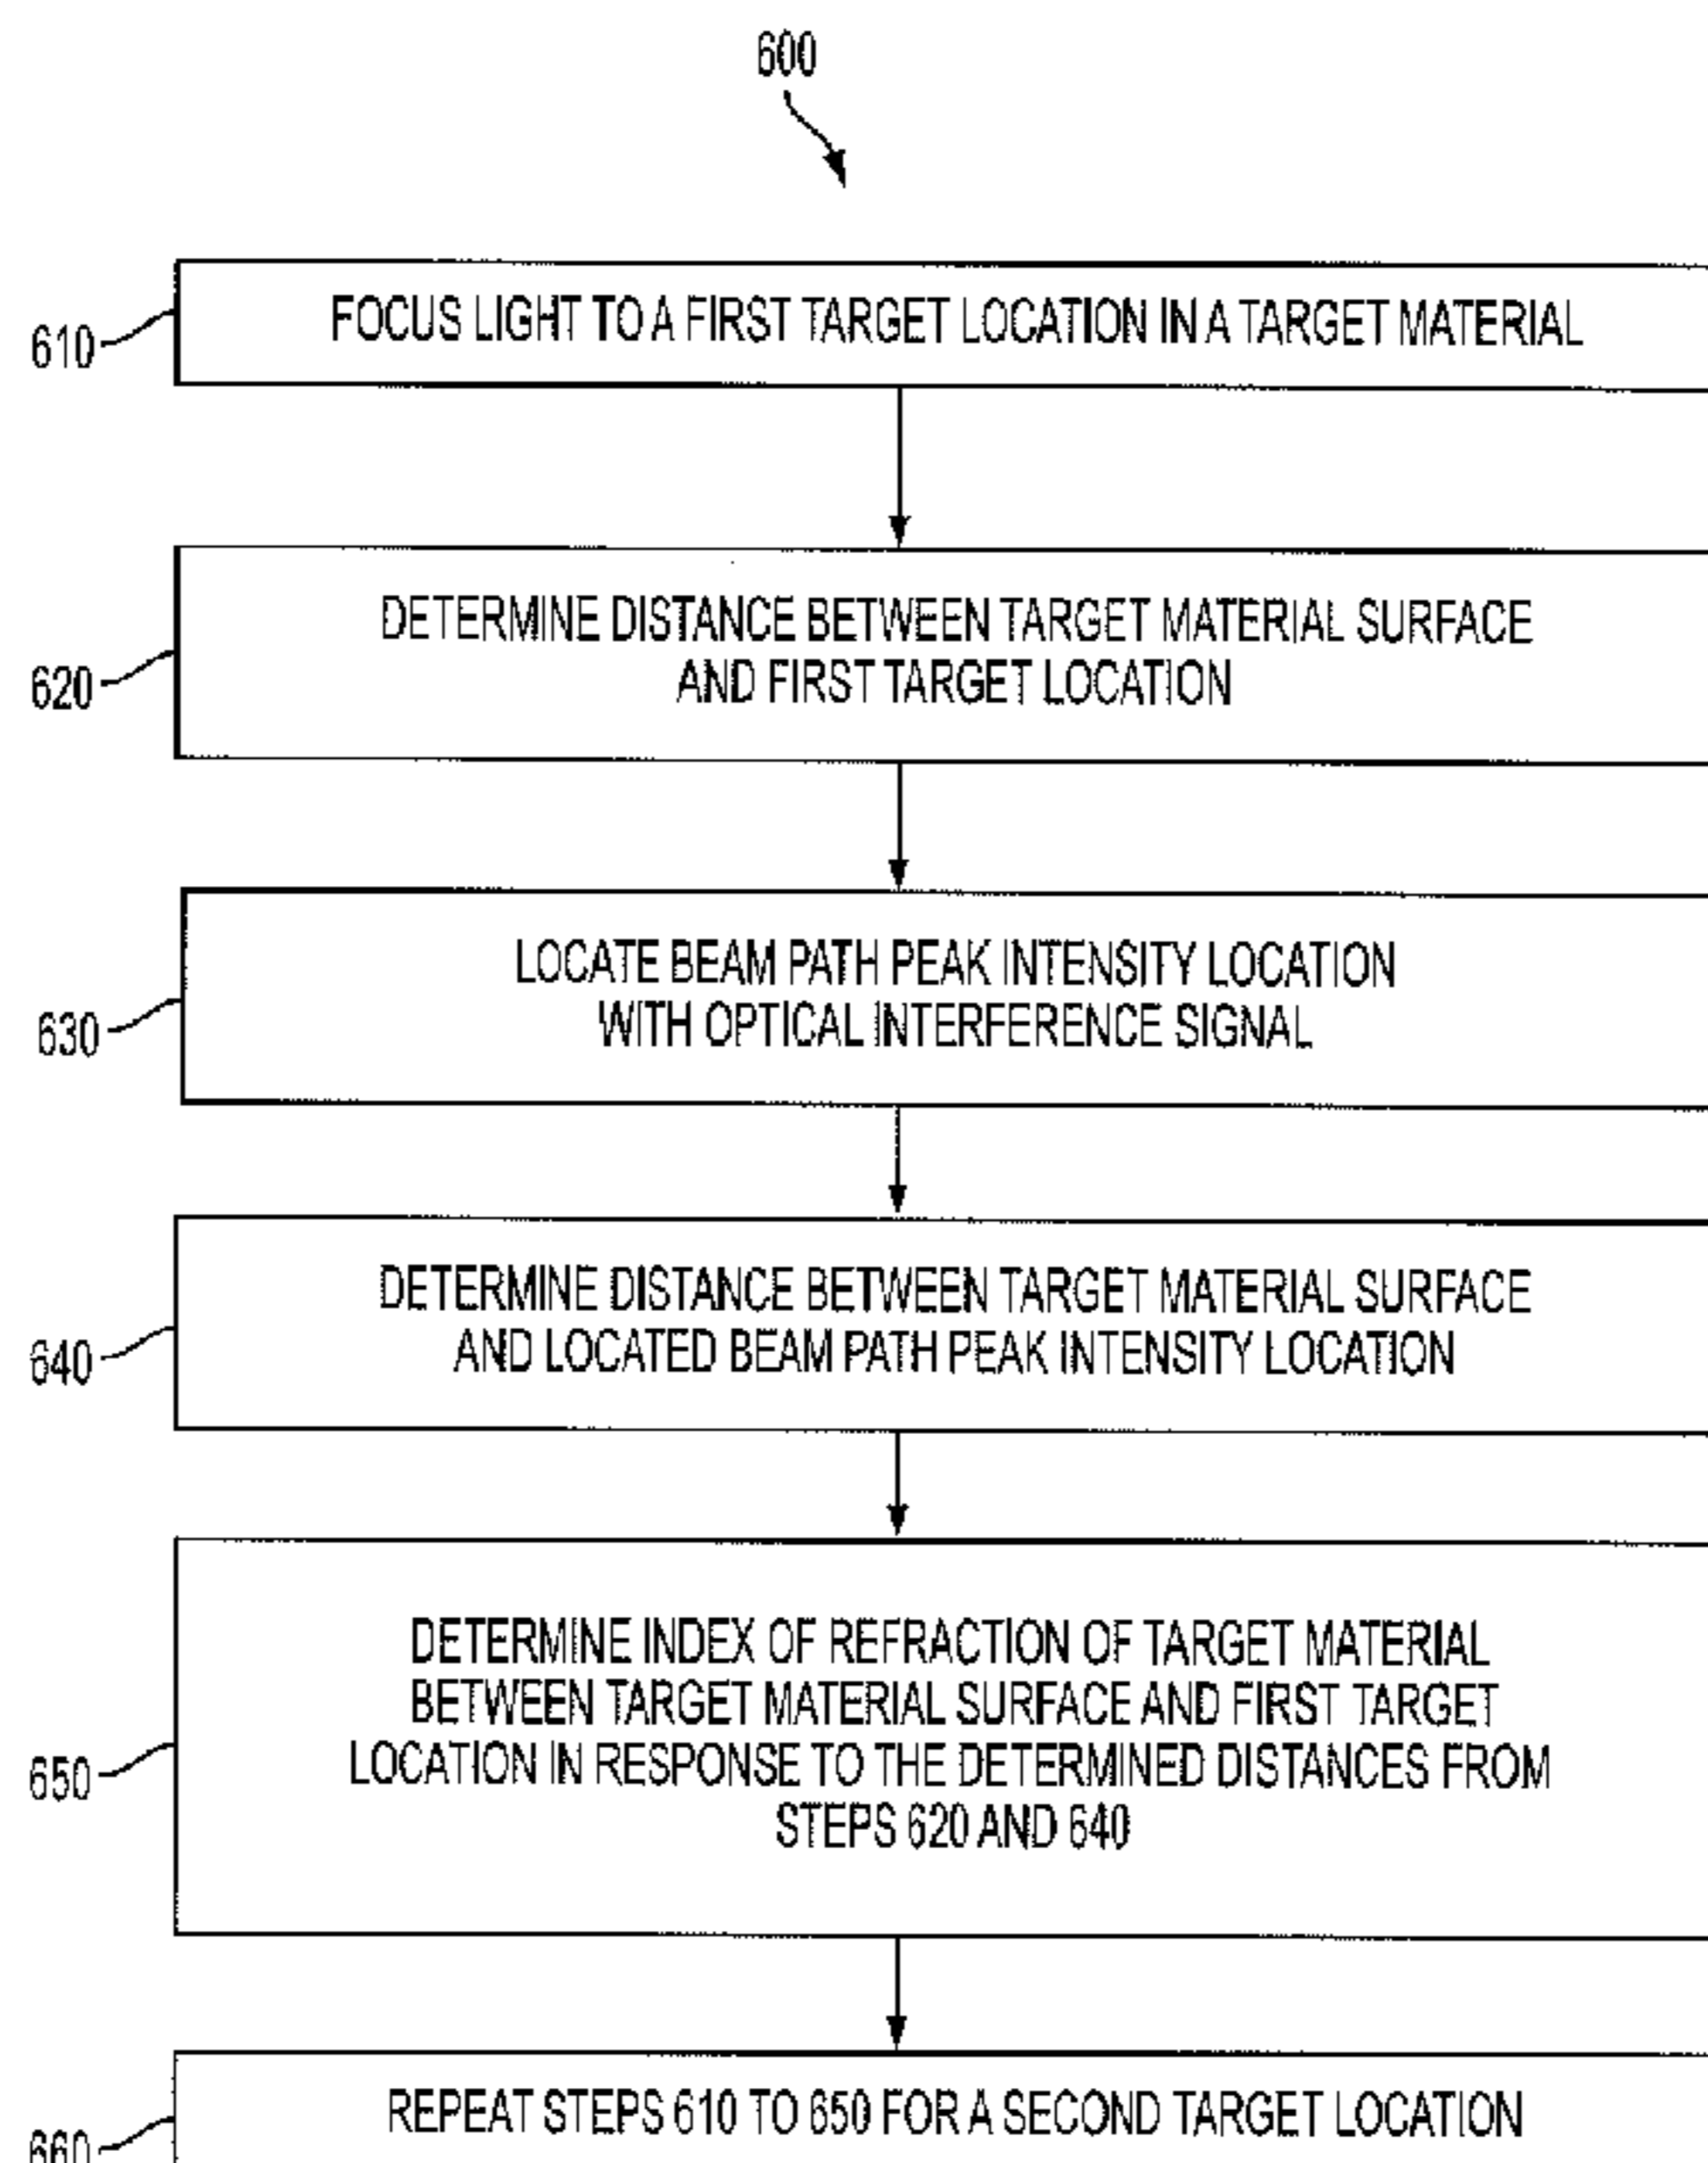 600
610
FOCUS LIGHT TO A FIRST TARGET LOCATION IN A TARGET MATERIAL
620
DETERMINE DISTANCE BETWEEN TARGET MATERIAL SURFACE
AND FIRST TARGET LOCATION
630
LOCATE BEAM PATH PEAK INTENSITY LOCATION
WITH OPTICAL INTERFERENCE SIGNAL
640
DETERMINE DISTANCE BETWEEN TARGET MATERIAL SURFACE
AND LOCATED BEAM PATH PEAK INTENSITY LOCATION
650
DETERMINE INDEX OF REFRACTION OF TARGET MATERIAL
BETWEEN TARGET MATERIAL SURFACE AND FIRST TARGET
LOCATION IN RESPONSE TO THE DETERMINED DISTANCES FROM
STEPS 620 AND 640
660
REPEAT STEPS 610 TO 650 FOR A SECOND TARGET LOCATION